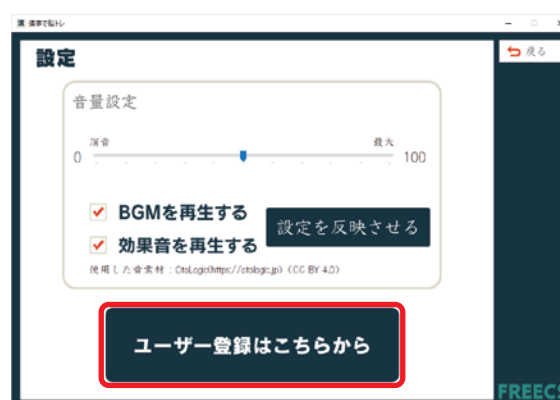 漢字で脳トレ
設定
戻る
音量設定
消音
最大
0
100
BGMを再生する
効果音を再生する
設定を反映させる
使用した音素材：OtoLogic(https://otologic.jp) (CC BY 4.0)
ユーザー登録はこちらから
FREECS